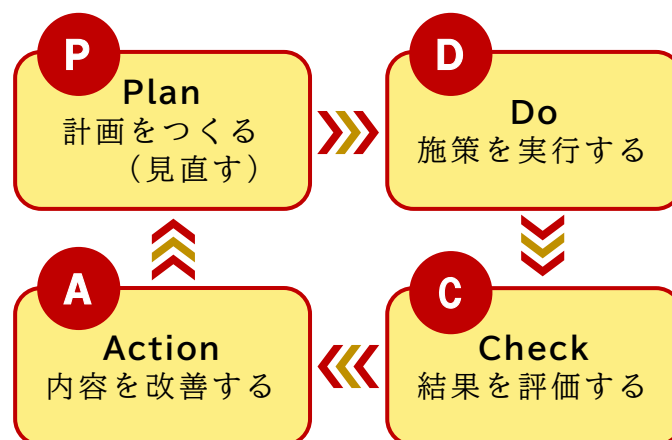 P
Plan
計画をつくる
（見直す）
D
Do
施策を実行する
A
Action
内容を改善する
C
Check
結果を評価する